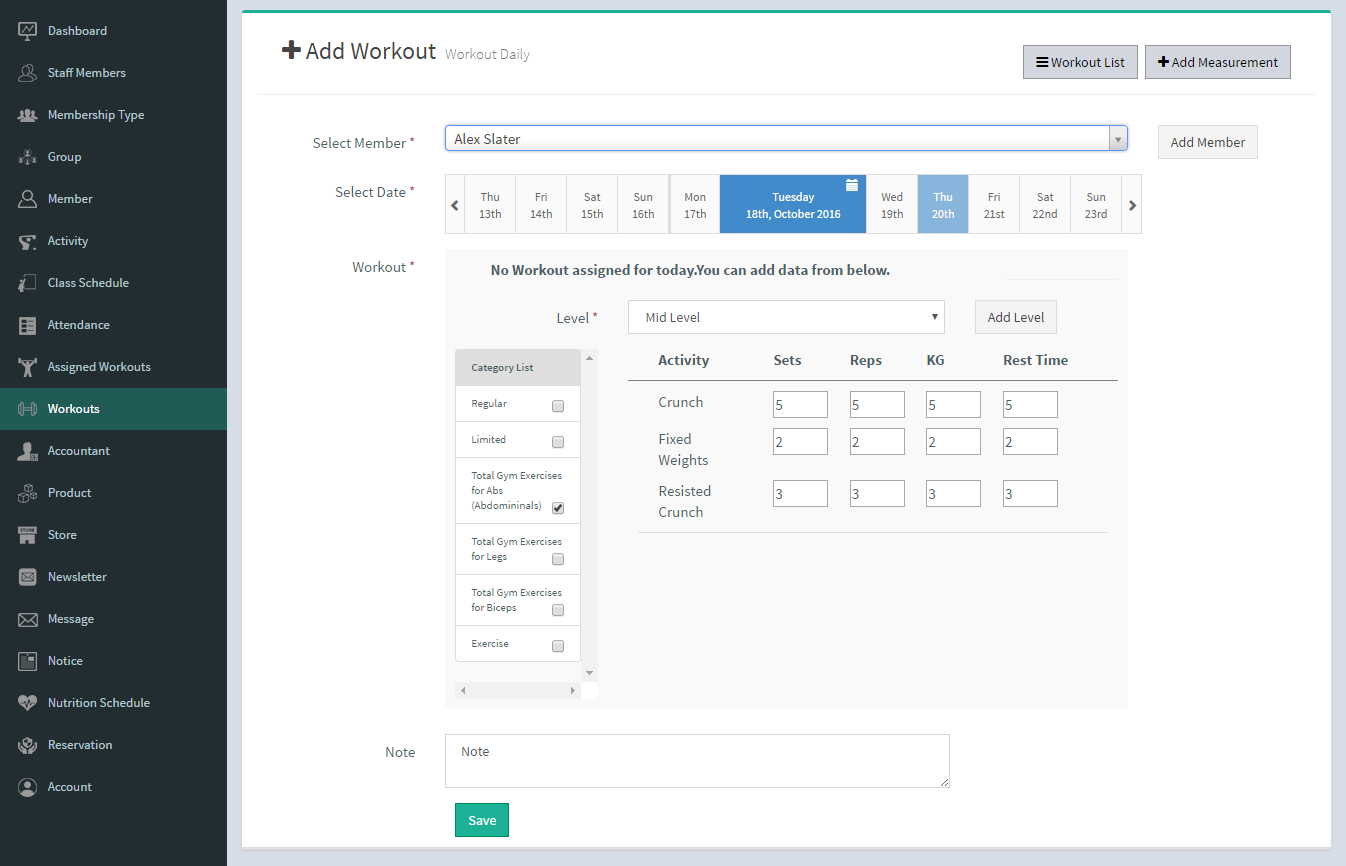 Dashboard
Staff Members
Membership Type
Group
Member
Activity
Class Schedule
Attendance
Assigned Workouts
Workouts
Accountant
Product
Store
Newsletter
Message
Notice
Nutrition Schedule
Reservation
Account
Add Workout Workout Daily
Workout List
Add Measurement
Select Member *
Alex Slater
Add Member
Select Date *
Thu
13th
Fri
14th
Sat
15th
Sun
16th
Mon
17th
Tuesday
18th, October 2016
Wed
19th
Thu
20th
Fri
21st
Sat
22nd
Sun
23rd
Workout *
No Workout assigned for today.You can add data from below.
Level *
Mid Level
Add Level
Category List
Regular
Limited
Total Gym Exercises
for Abs
(Abdomininals)
Total Gym Exercises
for Legs
Total Gym Exercises
for Biceps
Exercise
Activity Sets Reps KG Rest Time
Crunch 5 5 5 5
Fixed
Weights 2 2 2 2
Resisted
Crunch 3 3 3 3
Note
Note
Save